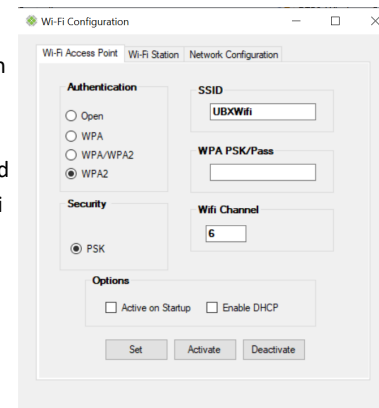 Wi-Fi Configuration
Wi-Fi Access Point Wi-Fi Station Network Configuration
Authentication
Open
WPA
WPA/WPA2
WPA2
SSID
UBXWifi
WPA PSK/Pass
Security
PSK
Wifi Channel
6
Options
Active on Startup Enable DHCP
Set Activate Deactivate
n
d
i